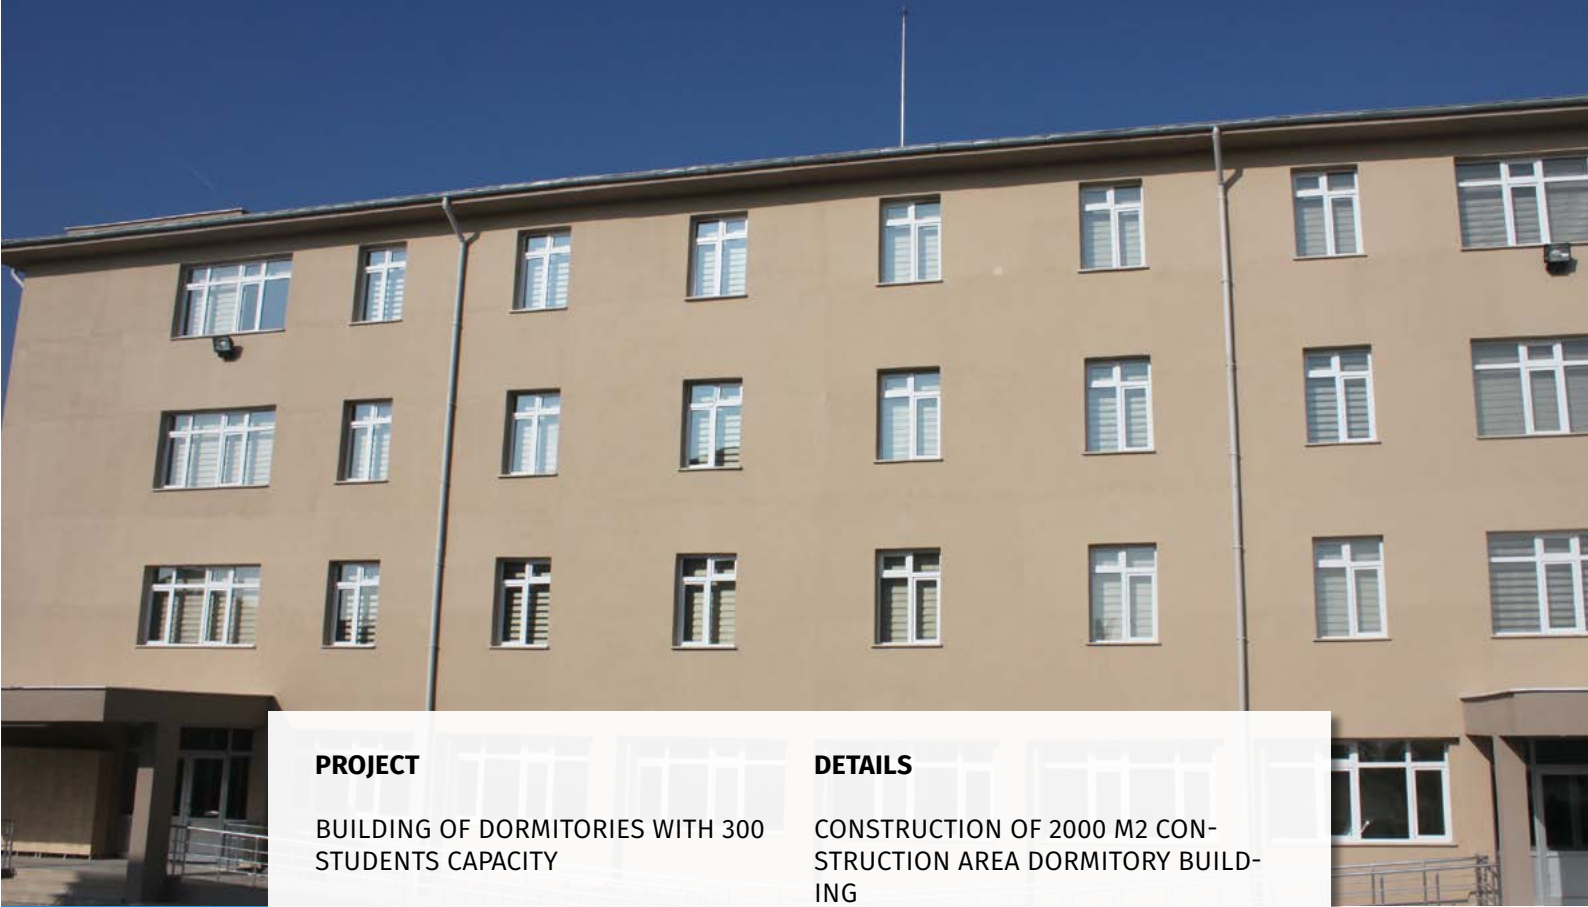 PROJECT
BUILDING OF DORMITORIES WITH 300
STUDENTS CAPACITY
DETAILS
CONSTRUCTION OF 2000 M2 CON-
STRUCTION AREA DORMITORY BUILD-
ING